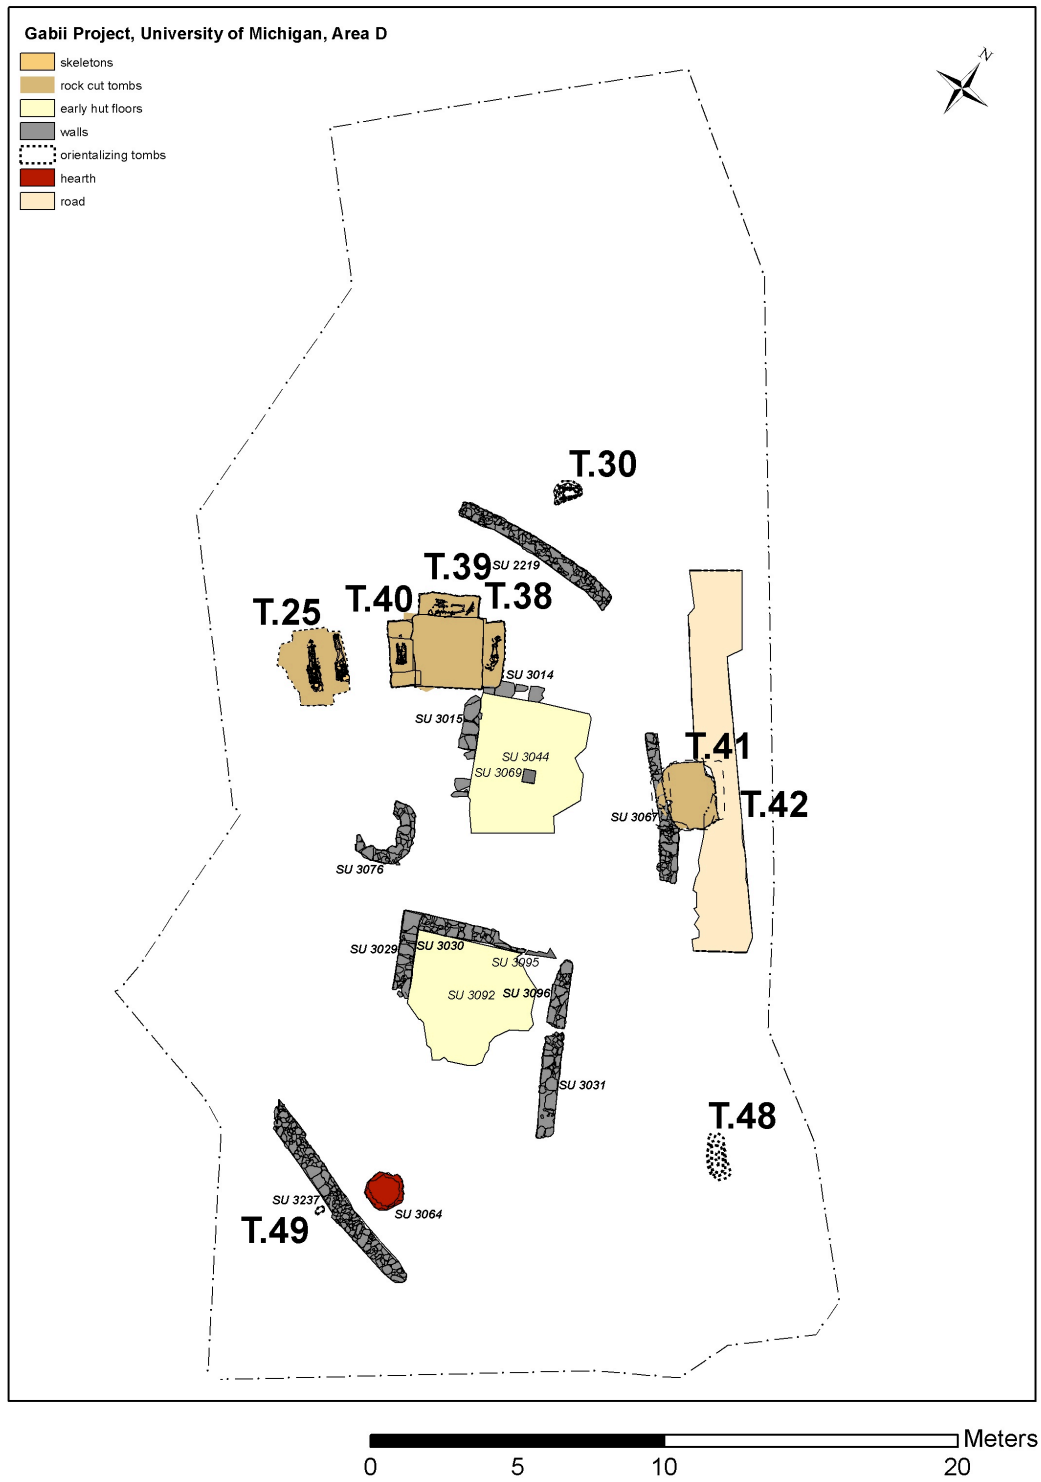 Gabii Project, University of Michigan, Area D
skeletons
rock cut tombs
early hut floors
walls
orientalizing tombs
hearth
road
N
T.30
SU 2219
T.39
T.38
T.40
T.25
SU 3014
SU 3015
SU 3044
SU 3069
T.41
T.42
SU 3067
SU 3076
SU 3029
SU 3030
SU 3095
SU 3092
SU 3096
SU 3031
T.48
SU 3237
SU 3064
T.49
Meters
0 5 10 20